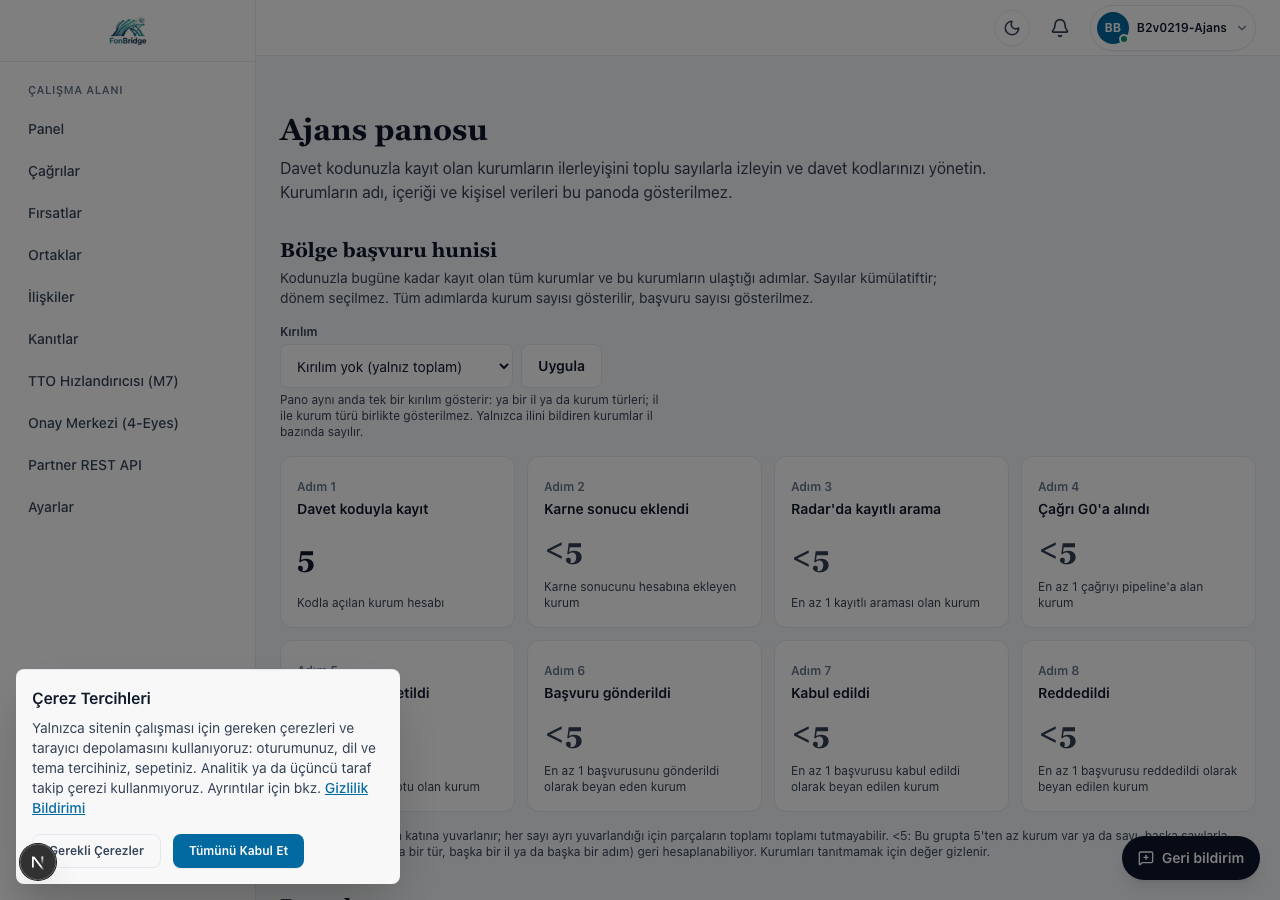 FonBridge
BB
B2v0219-Ajans
ÇALIŞMA ALANI
Panel
Çağrılar
Fırsatlar
Ortaklar
İlişkiler
Kanıtlar
TTO Hızlandırıcısı (M7)
Onay Merkezi (4-Eyes)
Partner REST API
Ayarlar
Ajans panosu
Davet kodunuzla kayıt olan kurumların ilerleyişini toplu sayılarla izleyin ve davet kodlarınızı yönetin.
Kurumların adı, içeriği ve kişisel verileri bu panoda gösterilmez.
Bölge başvuru hunisi
Kodunuzla bugüne kadar kayıt olan tüm kurumlar ve bu kurumların ulaştığı adımlar. Sayılar kümülatiftir;
dönem seçilmez. Tüm adımlarda kurum sayısı gösterilir, başvuru sayısı gösterilmez.
Kırılım
Kırılım yok (yalnız toplam)
Uygula
Pano aynı anda tek bir kırılım gösterir: ya bir il ya da kurum türleri; il
ile kurum türü birlikte gösterilmez. Yalnızca ilini bildiren kurumlar il
bazında sayılır.
Adım 1
Davet koduyla kayıt
5
Kodla açılan kurum hesabı
Adım 2
Karne sonucu eklendi
<5
Karne sonucunu hesabına ekleyen
kurum
Adım 3
Radar'da kayıtlı arama
<5
En az 1 kayıtlı araması olan kurum
Adım 4
Çağrı G0'a alındı
<5
En az 1 çağrıyı pipeline'a alan
kurum
etildi
otu olan kurum
Adım 6
Başvuru gönderildi
<5
En az 1 başvurusunu gönderildi
olarak beyan eden kurum
Adım 7
Kabul edildi
<5
En az 1 başvurusu kabul edildi
olarak beyan edilen kurum
Adım 8
Reddedildi
<5
En az 1 başvurusu reddedildi olarak
beyan edilen kurum
katına yuvarlanır; her sayı ayrı yuvarlandığı için parçaların toplamı toplamı tutmayabilir. <5: Bu grupta 5'ten az kurum var ya da sayı, başka sayılarla
bir tür, başka bir il ya da başka bir adım) geri hesaplanabiliyor. Kurumları tanıtmamak için değer gizlenir.
Çerez Tercihleri
Yalnızca sitenin çalışması için gereken çerezleri ve
tarayıcı depolamasını kullanıyoruz: oturumunuz, dil ve
tema tercihiniz, sepetiniz. Analitik ya da üçüncü taraf
takip çerezi kullanmıyoruz. Ayrıntılar için bkz. Gizlilik
Bildirimi
Gerekli Çerezler
Tümünü Kabul Et
N
Geri bildirim